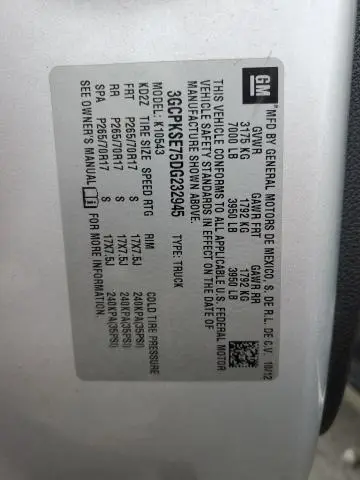 GM
MFD BY GENERAL MOTORS DE MEXICO, S. DE R.L. DE C.V. 10/12
GVWR GAWR FRT GAWR RR
3175 KG 1792 KG 1792 KG
7000 LB 3950 LB 3950 LB
THIS VEHICLE CONFORMS TO ALL APPLICABLE U.S. FEDERAL MOTOR
VEHICLE SAFETY STANDARDS IN EFFECT ON THE DATE OF
MANUFACTURE SHOWN ABOVE.
3GCPKSE75DG232945 TYPE: TRUCK
MODEL: K10543
KD2Z TIRE SIZE SPEED RTG RIM COLD TIRE PRESSURE
FRT P265/70R17 S 17X7.5J 240KPA(35PSI)
RR P265/70R17 S 17X7.5J 240KPA(35PSI)
SPA P265/70R17 S 17X7.5J 240KPA(35PSI)
SEE OWNER'S MANUAL